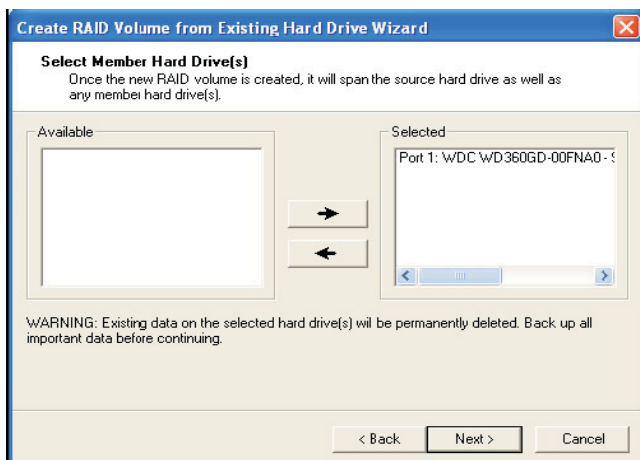 Create RAID Volume from Existing Hard Drive Wizard
Select Member Hard Drive(s)
Once the new RAID volume is created, it will span the source hard drive as well as
any member hard drive(s).
Available
Selected
Port 1: WDC WD360GD-00FNA0 -
WARNING: Existing data on the selected hard drive(s) wil be permanently deleted. Back up all
important data before continuing.
< Back
Next >
Cancel